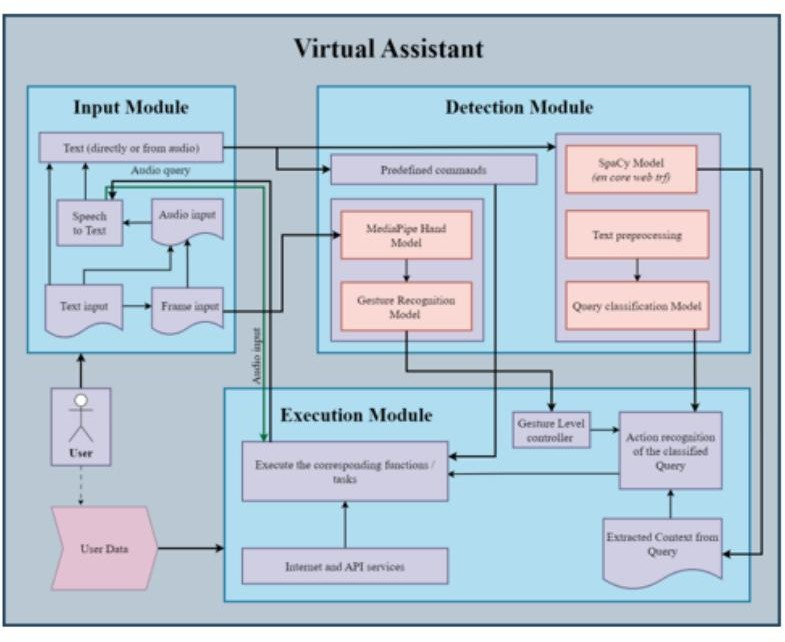 Virtual Assistant
Input Module
Text (directly or from audio)
Audio query
Speech
to Text
Audio input
Text input
Frame input
Audio input
User
User Data
Detection Module
Predefined commands
MediaPipe Hand
Model
Gesture Recognition
Model
SpaCy Model
(en core web trf)
Text preprocessing
Query classification Model
Execution Module
Execute the corresponding functions /
tasks
Internet and API services
Gesture Level
controller
Action recognition
of the classified
Query
Extracted Context from
Query